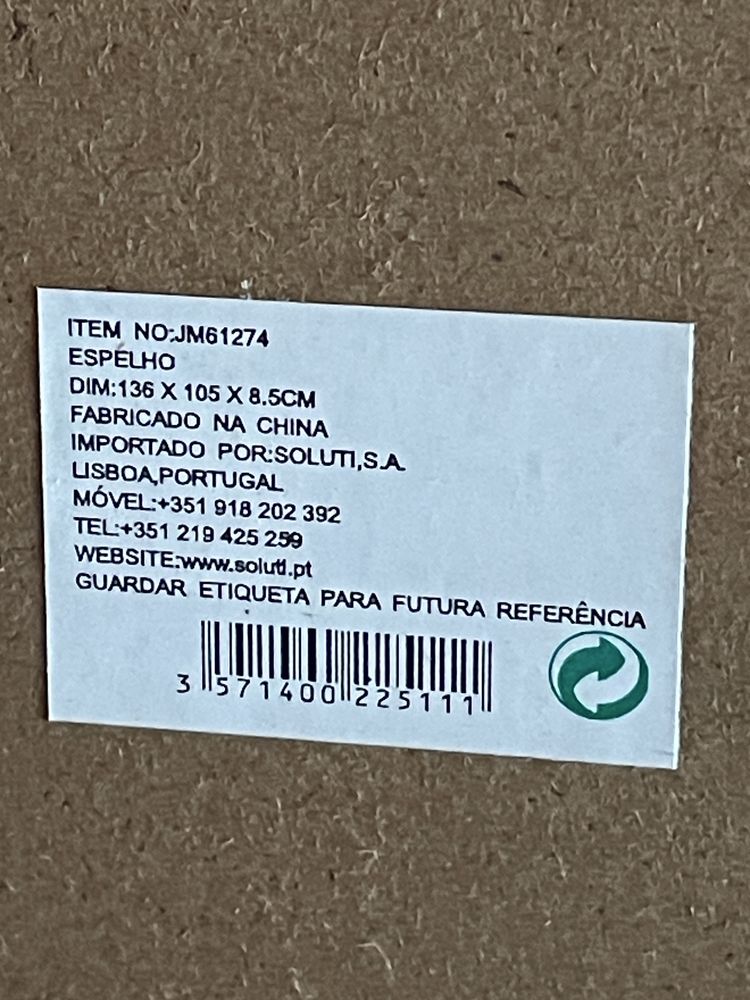 ITEM NO:JM61274
ESPELHO
DIM:136 X 105 X 8.5CM
FABRICADO NA CHINA
IMPORTADO POR:SOLUTI,S.A.
LISBOA,PORTUGAL
MÓVEL:+351 918 202 392
TEL:+351 219 425 259
WEBSITE:www.soluti.pt
GUARDAR ETIQUETA PARA FUTURA REFERÊNCIA
3 571400 225111